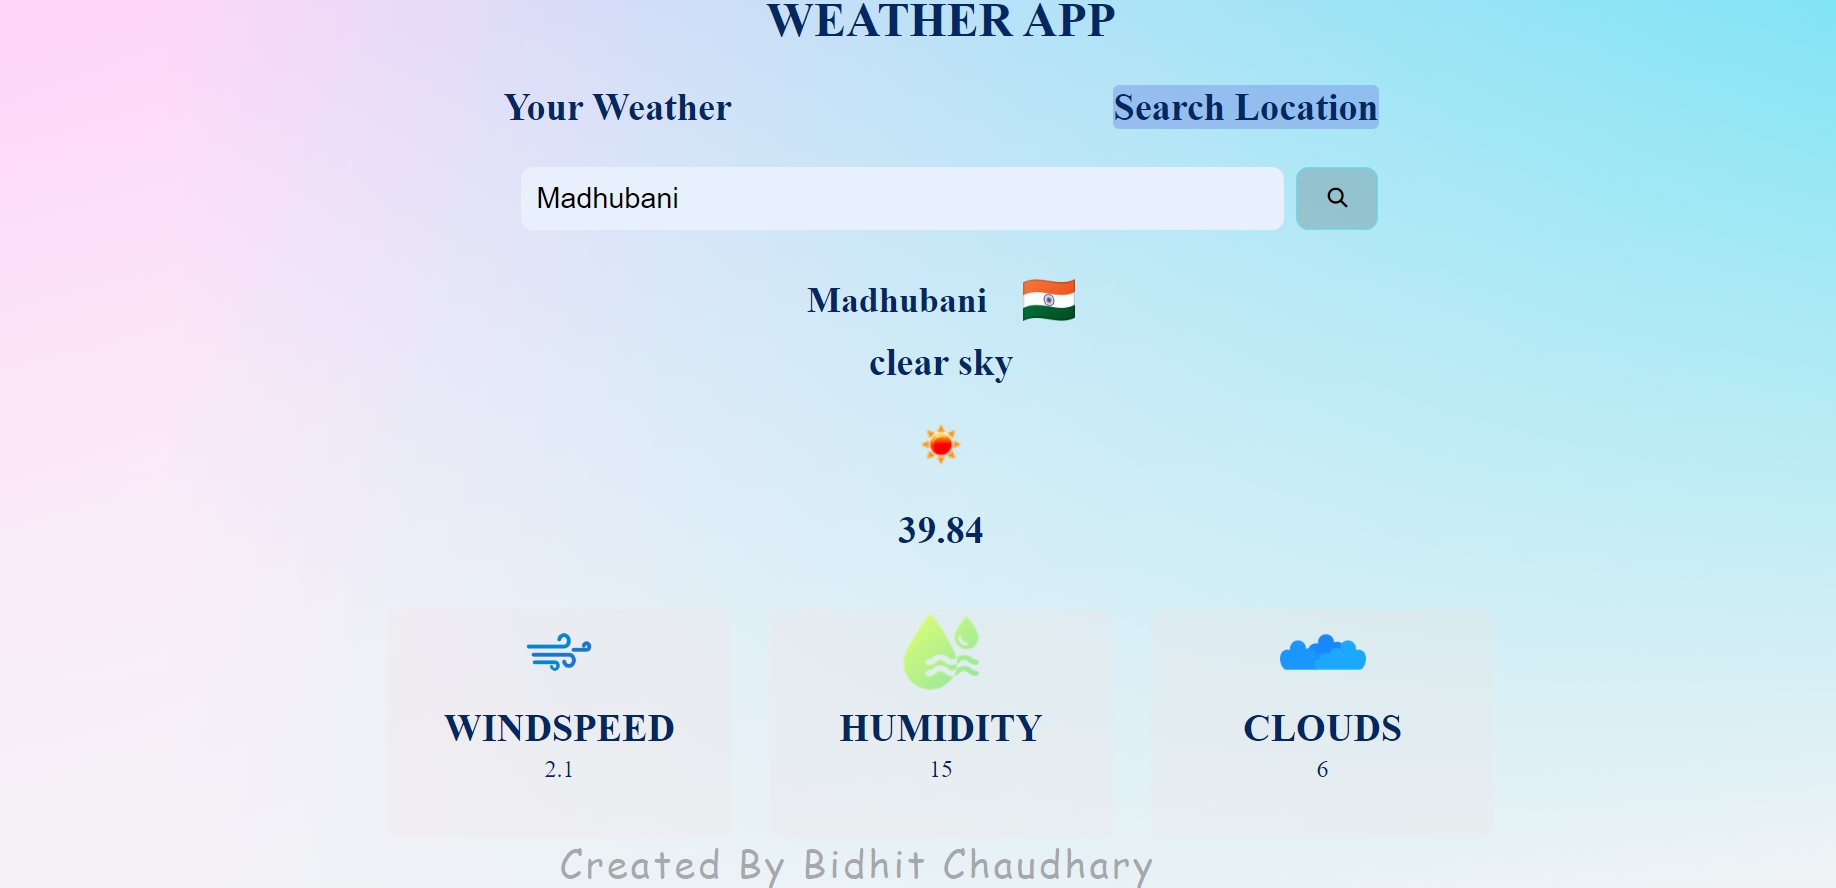 WEATHER APP
Your Weather Search Location
Madhubani
Madhubani
clear sky
39.84
WINDSPEED HUMIDITY CLOUDS
2.1 15 6
Created By Bidhit Chaudhary